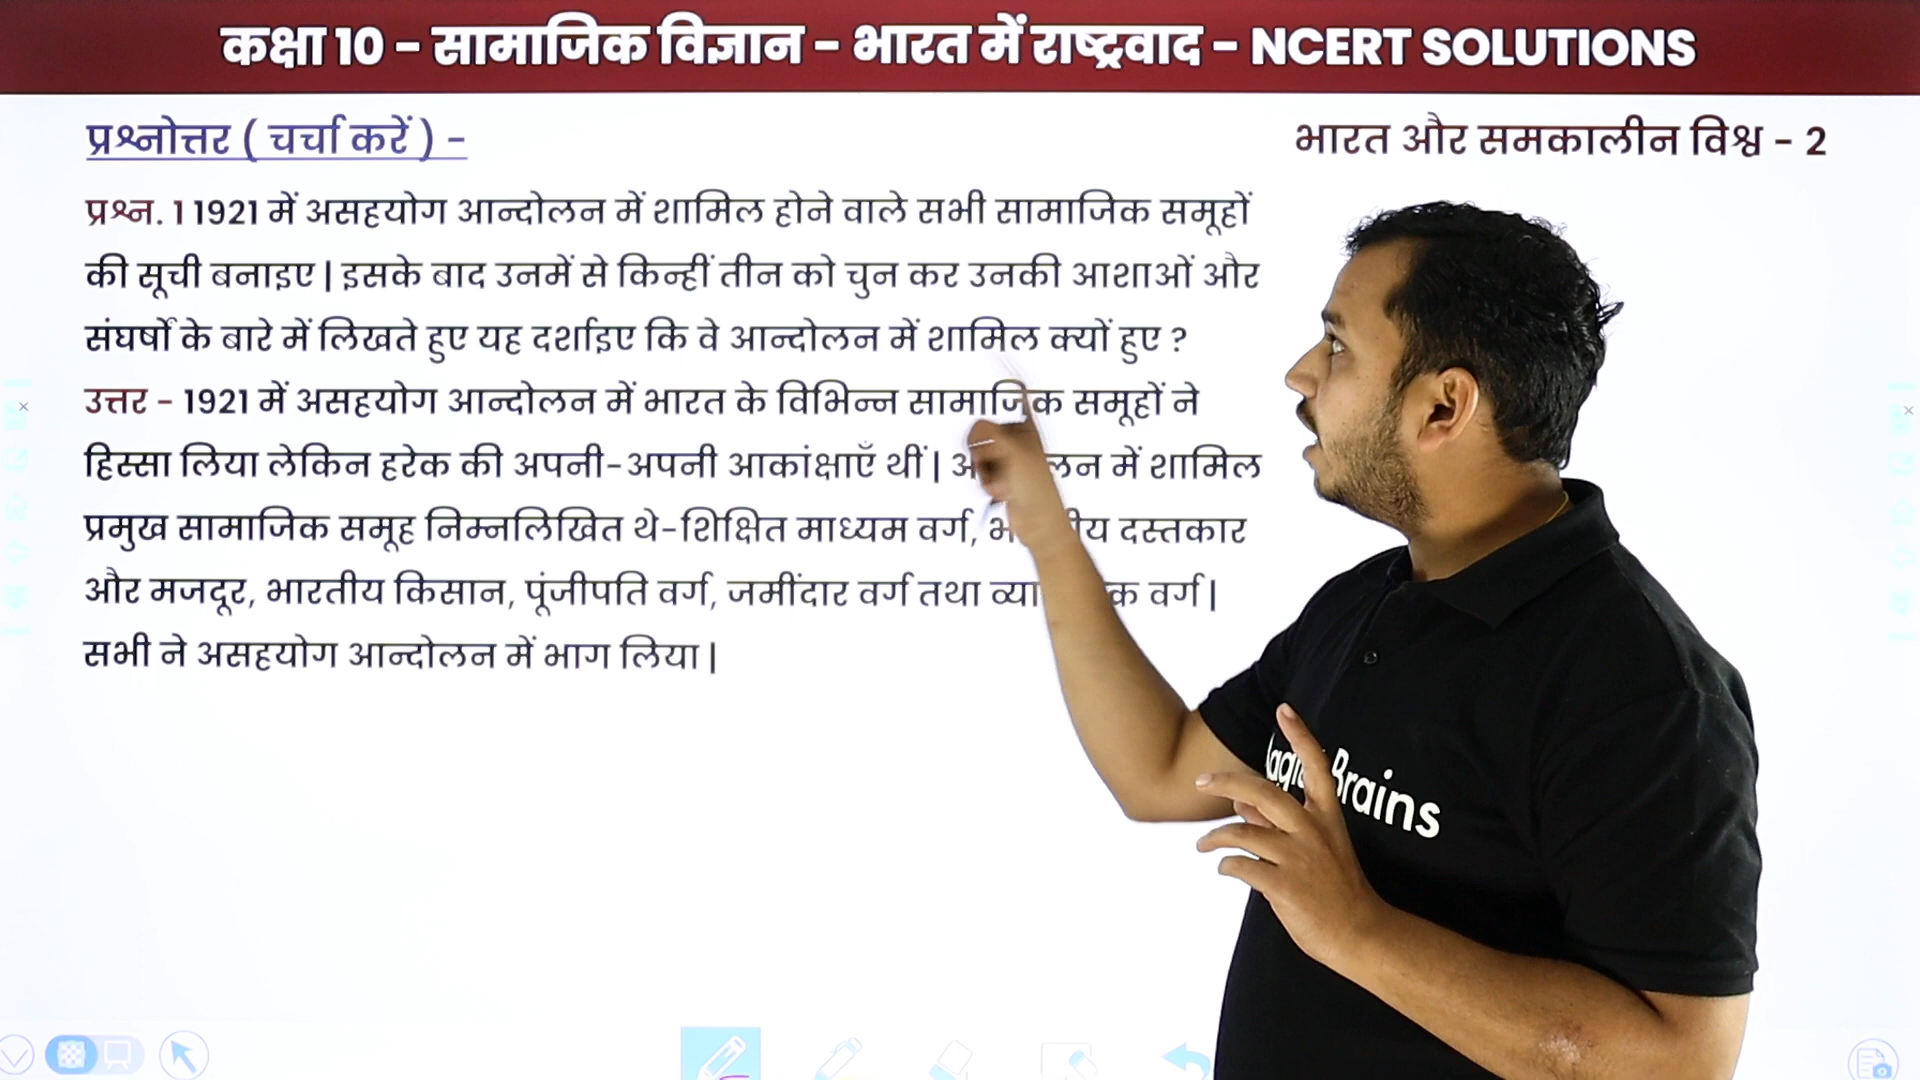 कक्षा 10 - सामाजिक विज्ञान - भारत में राष्ट्रवाद - NCERT SOLUTIONS
प्रश्नोत्तर ( चर्चा करें ) -
भारत और समकालीन विश्व - 2
प्रश्न. 1 1921 में असहयोग आन्दोलन में शामिल होने वाले सभी सामाजिक समूहों
की सूची बनाइए | इसके बाद उनमें से किन्हीं तीन को चुन कर उनकी आशाओं और
संघर्षों के बारे में लिखते हुए यह दर्शाइए कि वे आन्दोलन में शामिल क्यों हुए ?
उत्तर - 1921 में असहयोग आन्दोलन में भारत के विभिन्न सामाजिक समूहों ने
हिस्सा लिया लेकिन हरेक की अपनी-अपनी आकांक्षाएँ थीं | में शामिल
प्रमुख सामाजिक समूह निम्नलिखित थे-शिक्षित माध्यम वर्ग, दस्तकार
और मजदूर, भारतीय किसान, पूंजीपति वर्ग, जमींदार वर्ग तथा वर्ग |
सभी ने असहयोग आन्दोलन में भाग लिया |
Brains